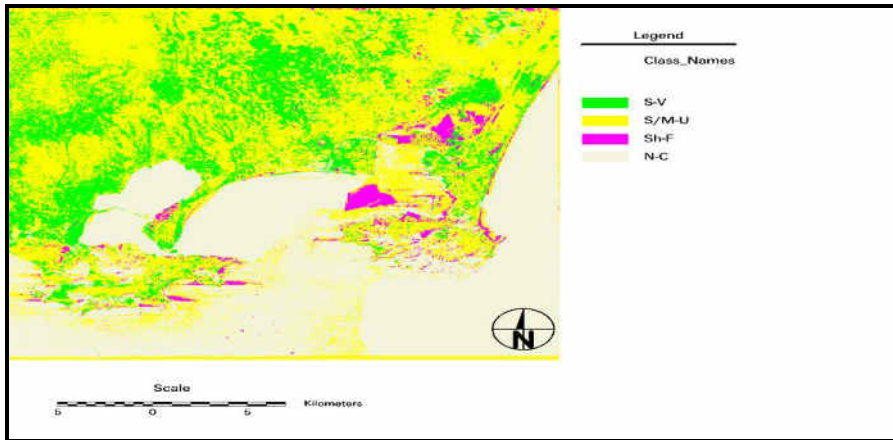 Legend
Class_Names
S-V
S/M-U
Sh-F
N-C
N
Scale
Kilometers
5 0 5